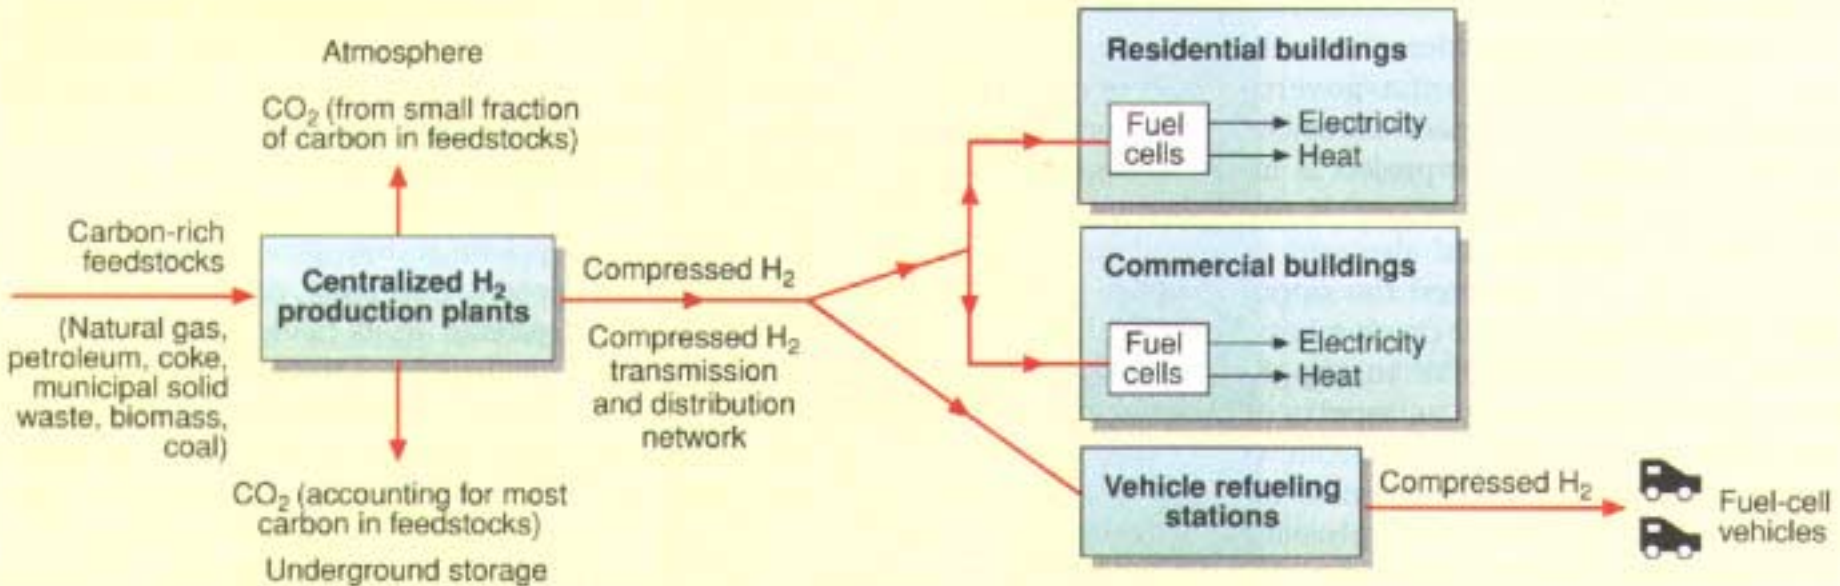 Atmosphere
CO₂ (from small fraction
of carbon in feedstocks)
Carbon-rich
feedstocks
(Natural gas,
petroleum, coke,
municipal solid
waste, biomass,
coal)
Centralized H₂
production plants
CO₂ (accounting for most
carbon in feedstocks)
Underground storage
Compressed H₂
Compressed H₂
transmission
and distribution
network
Residential buildings
Fuel
cells
Electricity
Heat
Commercial buildings
Fuel
cells
Electricity
Heat
Vehicle refueling
stations
Compressed H₂
Fuel-cell
vehicles